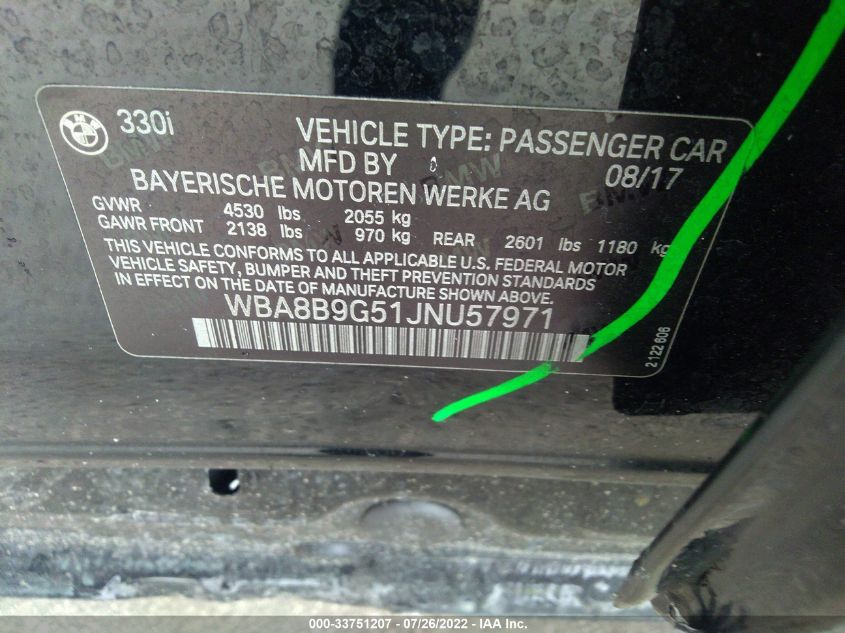 BMW 330i
VEHICLE TYPE: PASSENGER CAR
MFD BY 08/17
BAYERISCHE MOTOREN WERKE AG
GVWR 4530 lbs 2055 kg
GAWR FRONT 2138 lbs 970 kg REAR 2601 lbs 1180 kg
THIS VEHICLE CONFORMS TO ALL APPLICABLE U.S. FEDERAL MOTOR
VEHICLE SAFETY, BUMPER AND THEFT PREVENTION STANDARDS
IN EFFECT ON THE DATE OF MANUFACTURE SHOWN ABOVE.
WBA8B9G51JNU57971
2 122 606
000-33751207 - 07/26/2022 - IAA Inc.